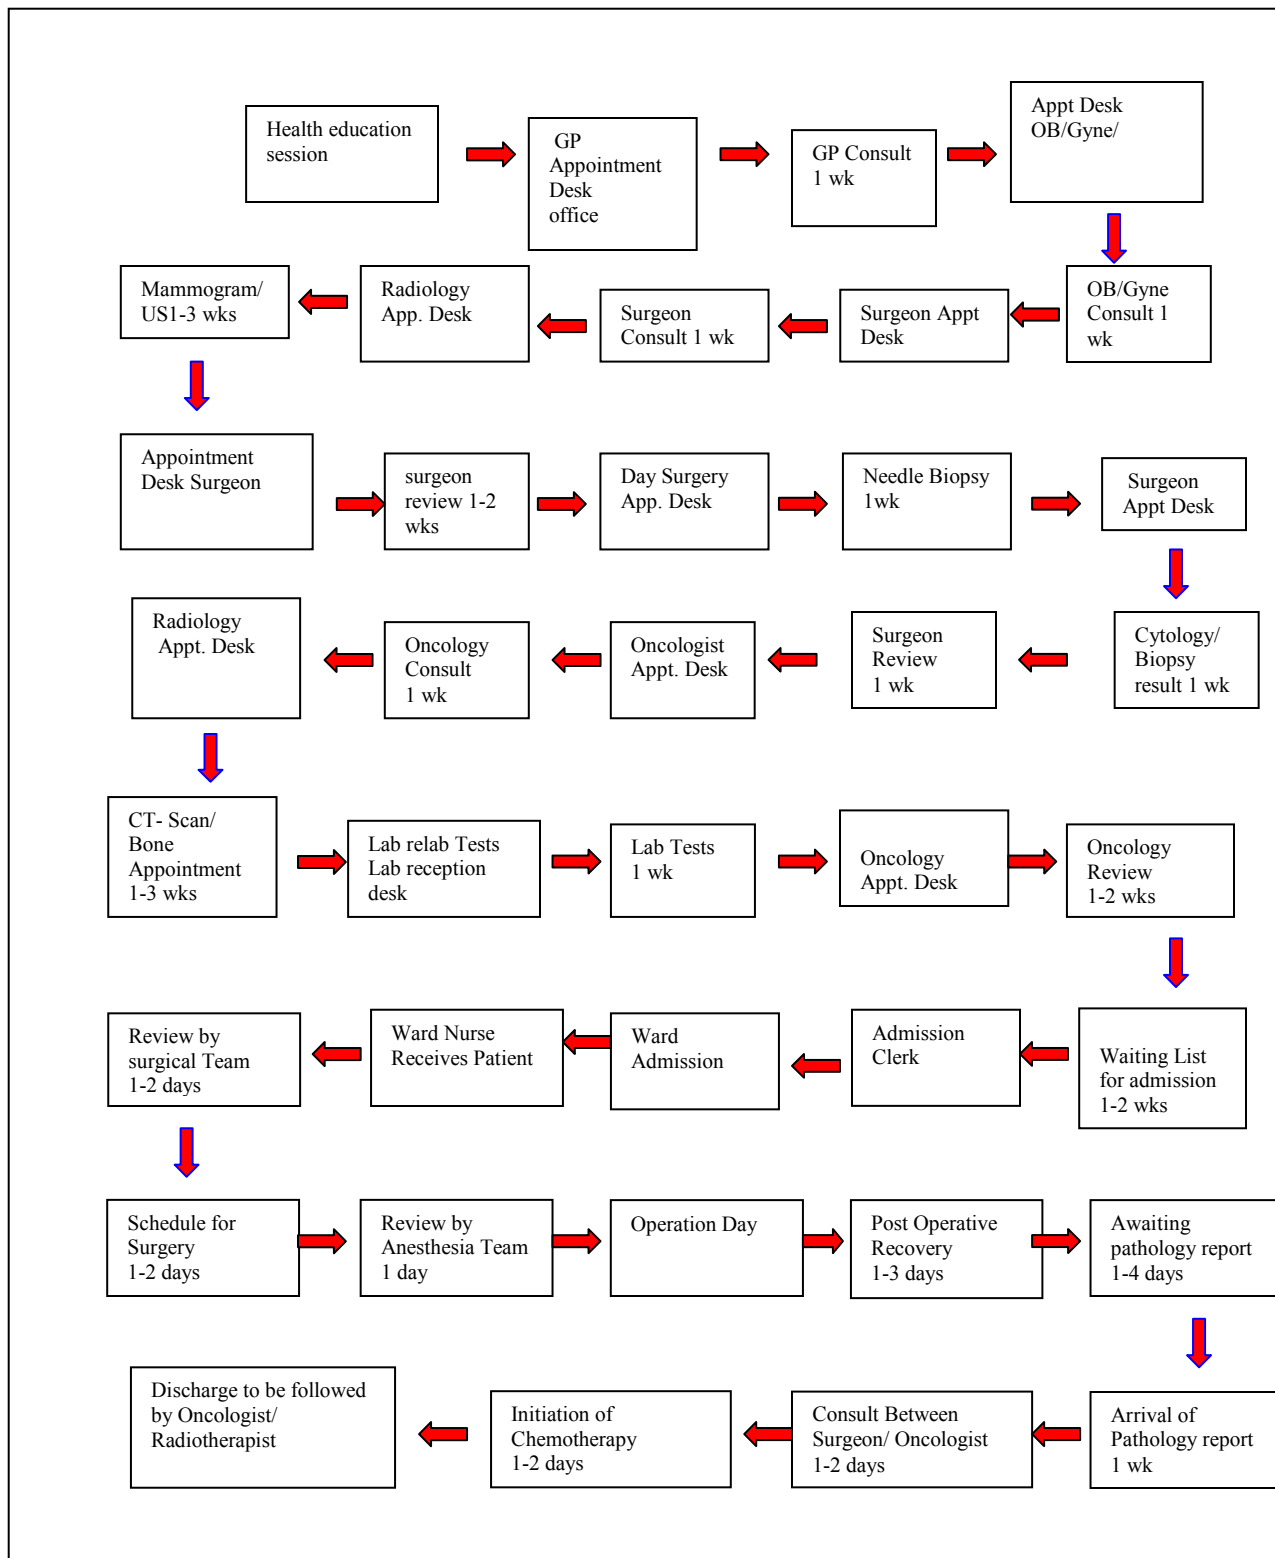 Health education
session
GP
Appointment
Desk
office
GP Consult
1 wk
Appt Desk
OB/Gyne/
OB/Gyne
Consult 1
wk
Surgeon Appt
Desk
Surgeon
Consult 1 wk
Radiology
App. Desk
Mammogram/
US1-3 wks
Appointment
Desk Surgeon
surgeon
review 1-2
wks
Day Surgery
App. Desk
Needle Biopsy
1wk
Surgeon
Appt Desk
Cytology/
Biopsy
result 1 wk
Surgeon
Review
1 wk
Oncologist
Appt. Desk
Oncology
Consult
1 wk
Radiology
Appt. Desk
CT- Scan/
Bone
Appointment
1-3 wks
Lab relab Tests
Lab reception
desk
Lab Tests
1 wk
Oncology
Appt. Desk
Oncology
Review
1-2 wks
Waiting List
for admission
1-2 wks
Admission
Clerk
Ward
Admission
Ward Nurse
Receives Patient
Review by
surgical Team
1-2 days
Schedule for
Surgery
1-2 days
Review by
Anesthesia Team
1 day
Operation Day
Post Operative
Recovery
1-3 days
Awaiting
pathology report
1-4 days
Arrival of
Pathology report
1 wk
Consult Between
Surgeon/ Oncologist
1-2 days
Initiation of
Chemotherapy
1-2 days
Discharge to be followed
by Oncologist/
Radiotherapist